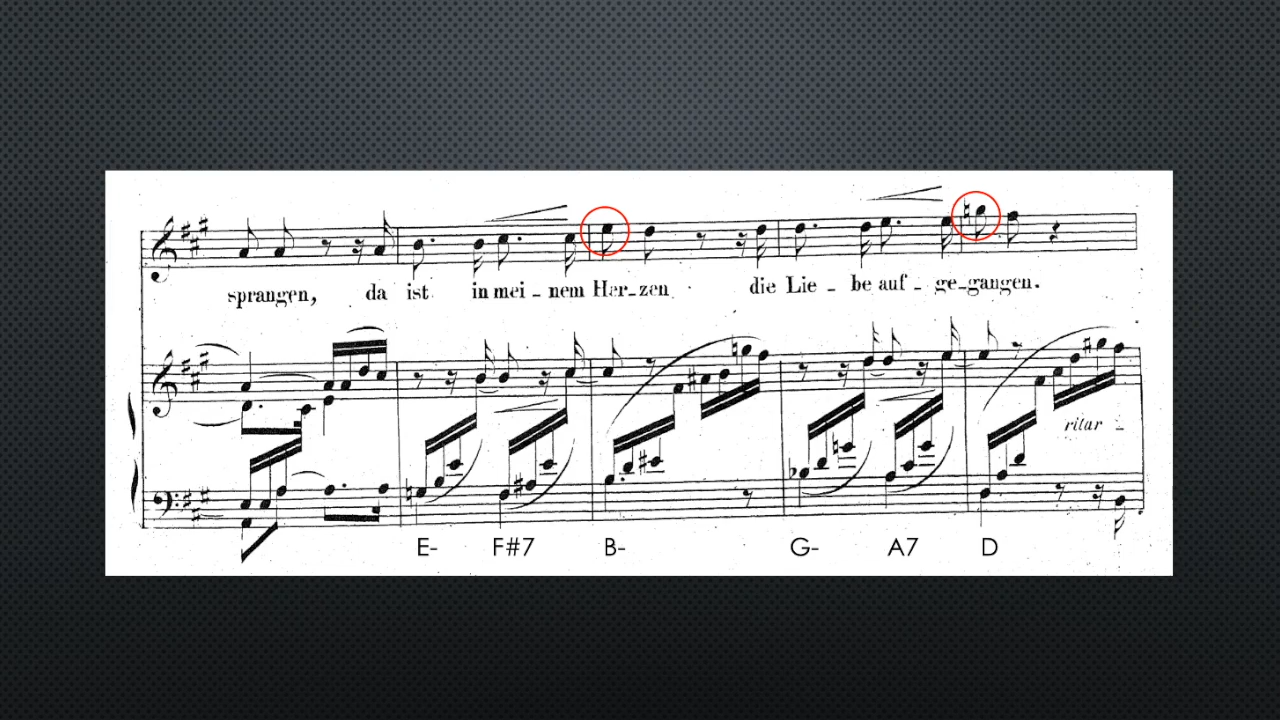 sprangen, da ist in mei - nem Her - zen die Lie - be auf - ge - gangen.
ritar -
E- F#7 B- G- A7 D